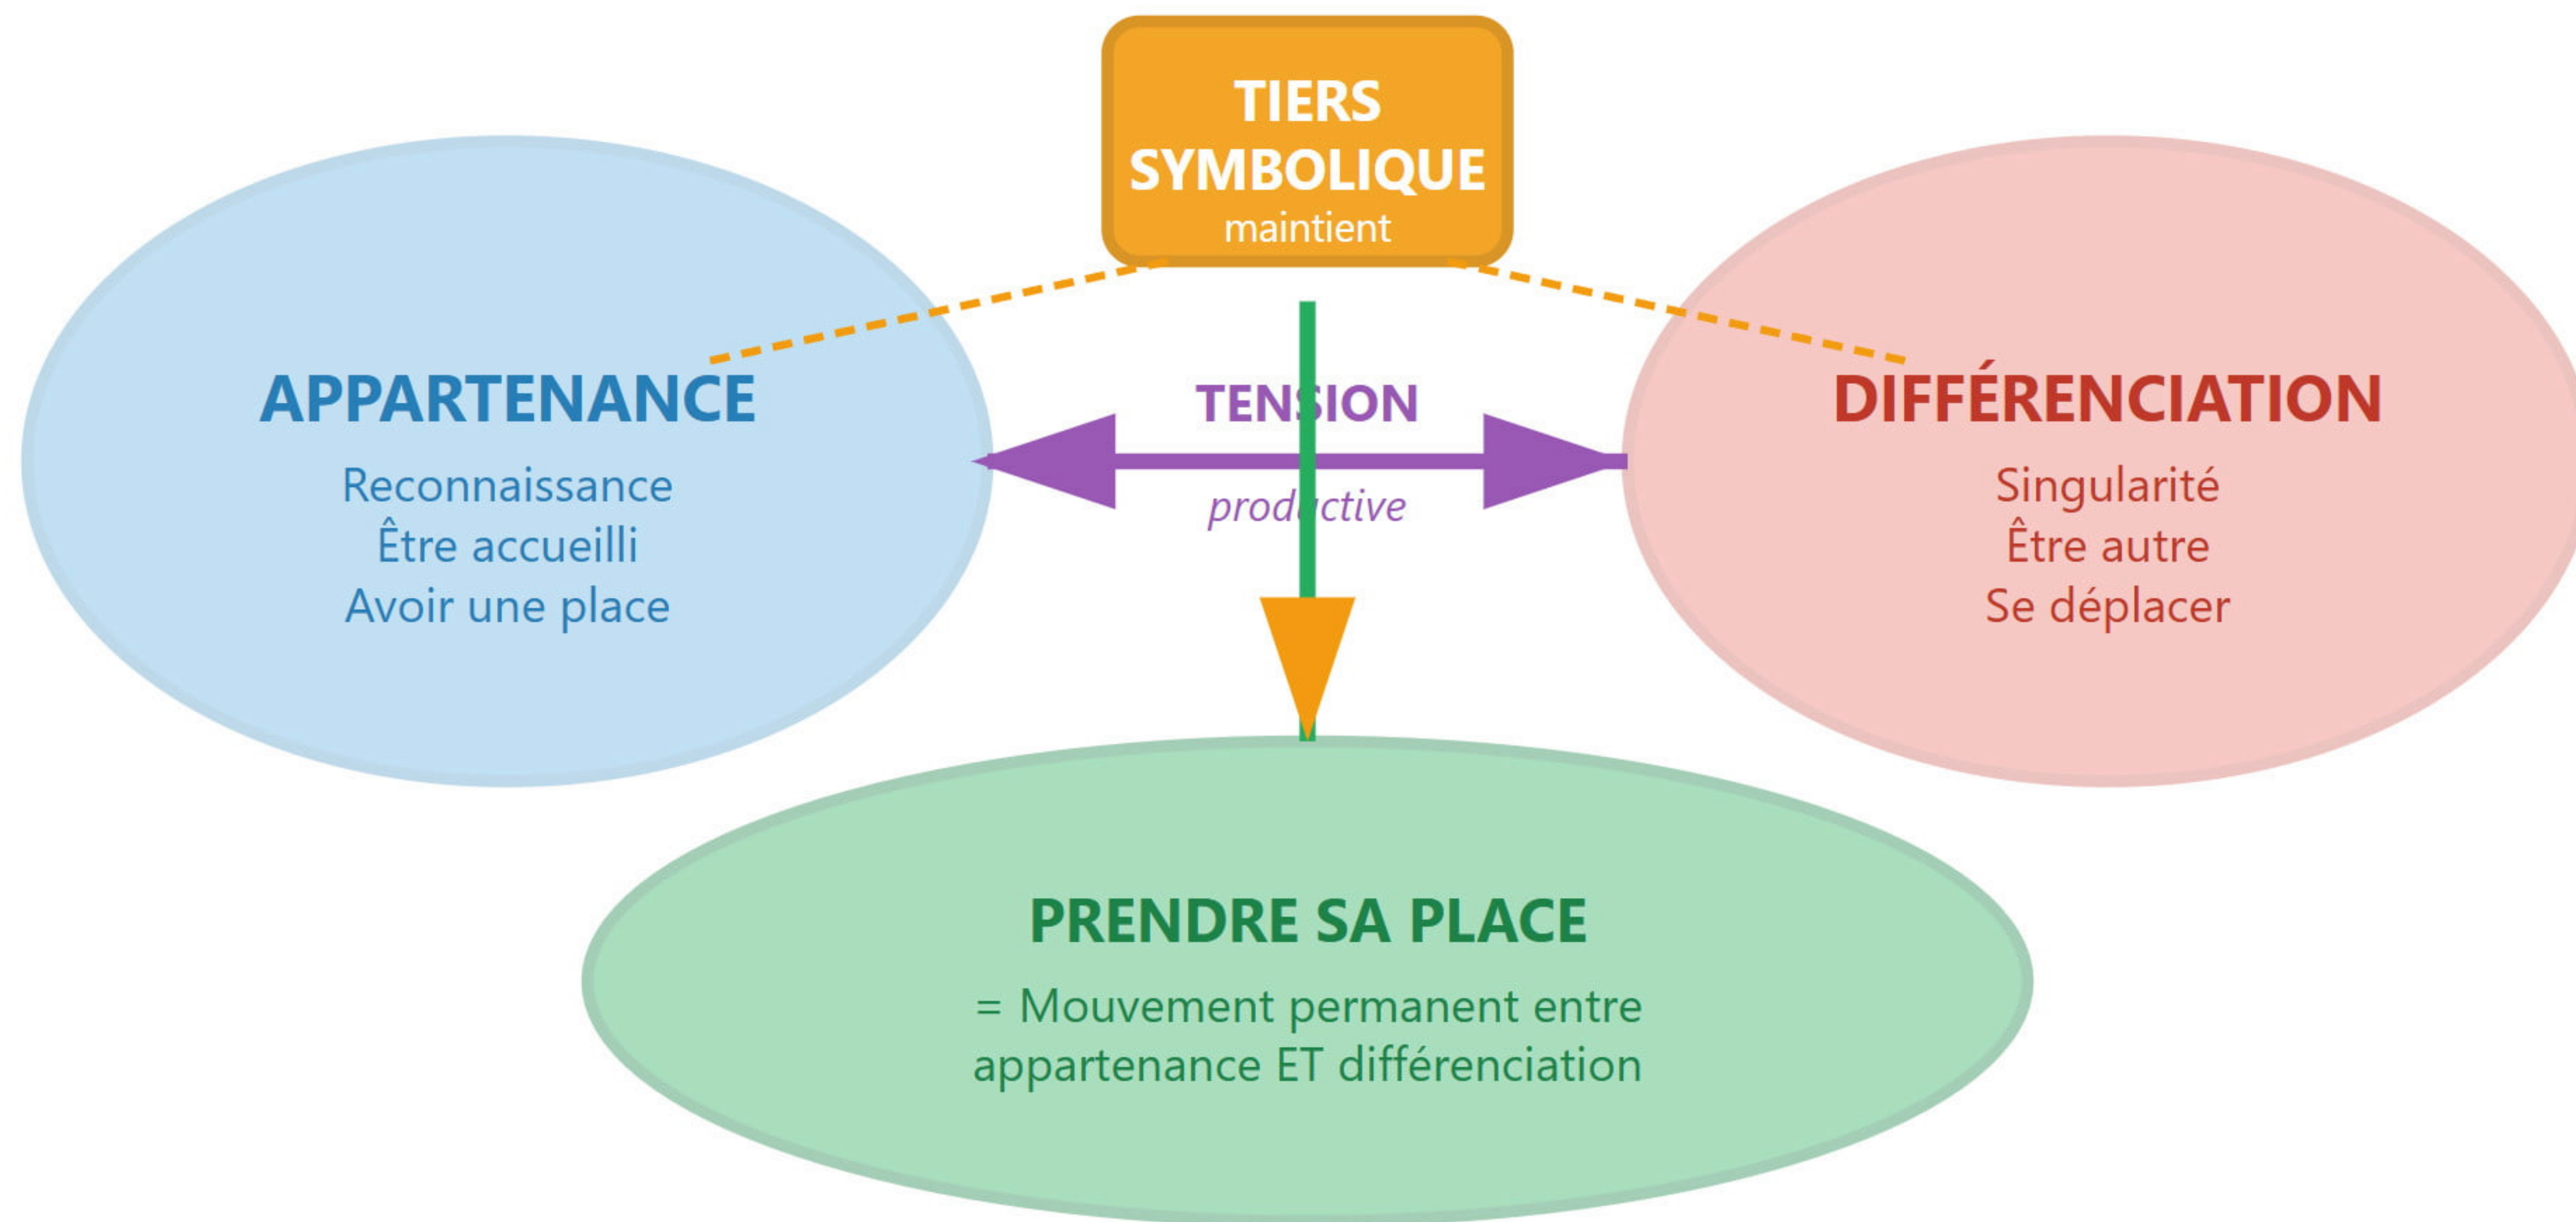 TIERS
SYMBOLIQUE
maintient
APPARTENANCE
Reconnaissance
Être accueilli
Avoir une place
TENSION
productive
DIFFÉRENCIATION
Singularité
Être autre
Se déplacer
PRENDRE SA PLACE
= Mouvement permanent entre
appartenance ET différenciation